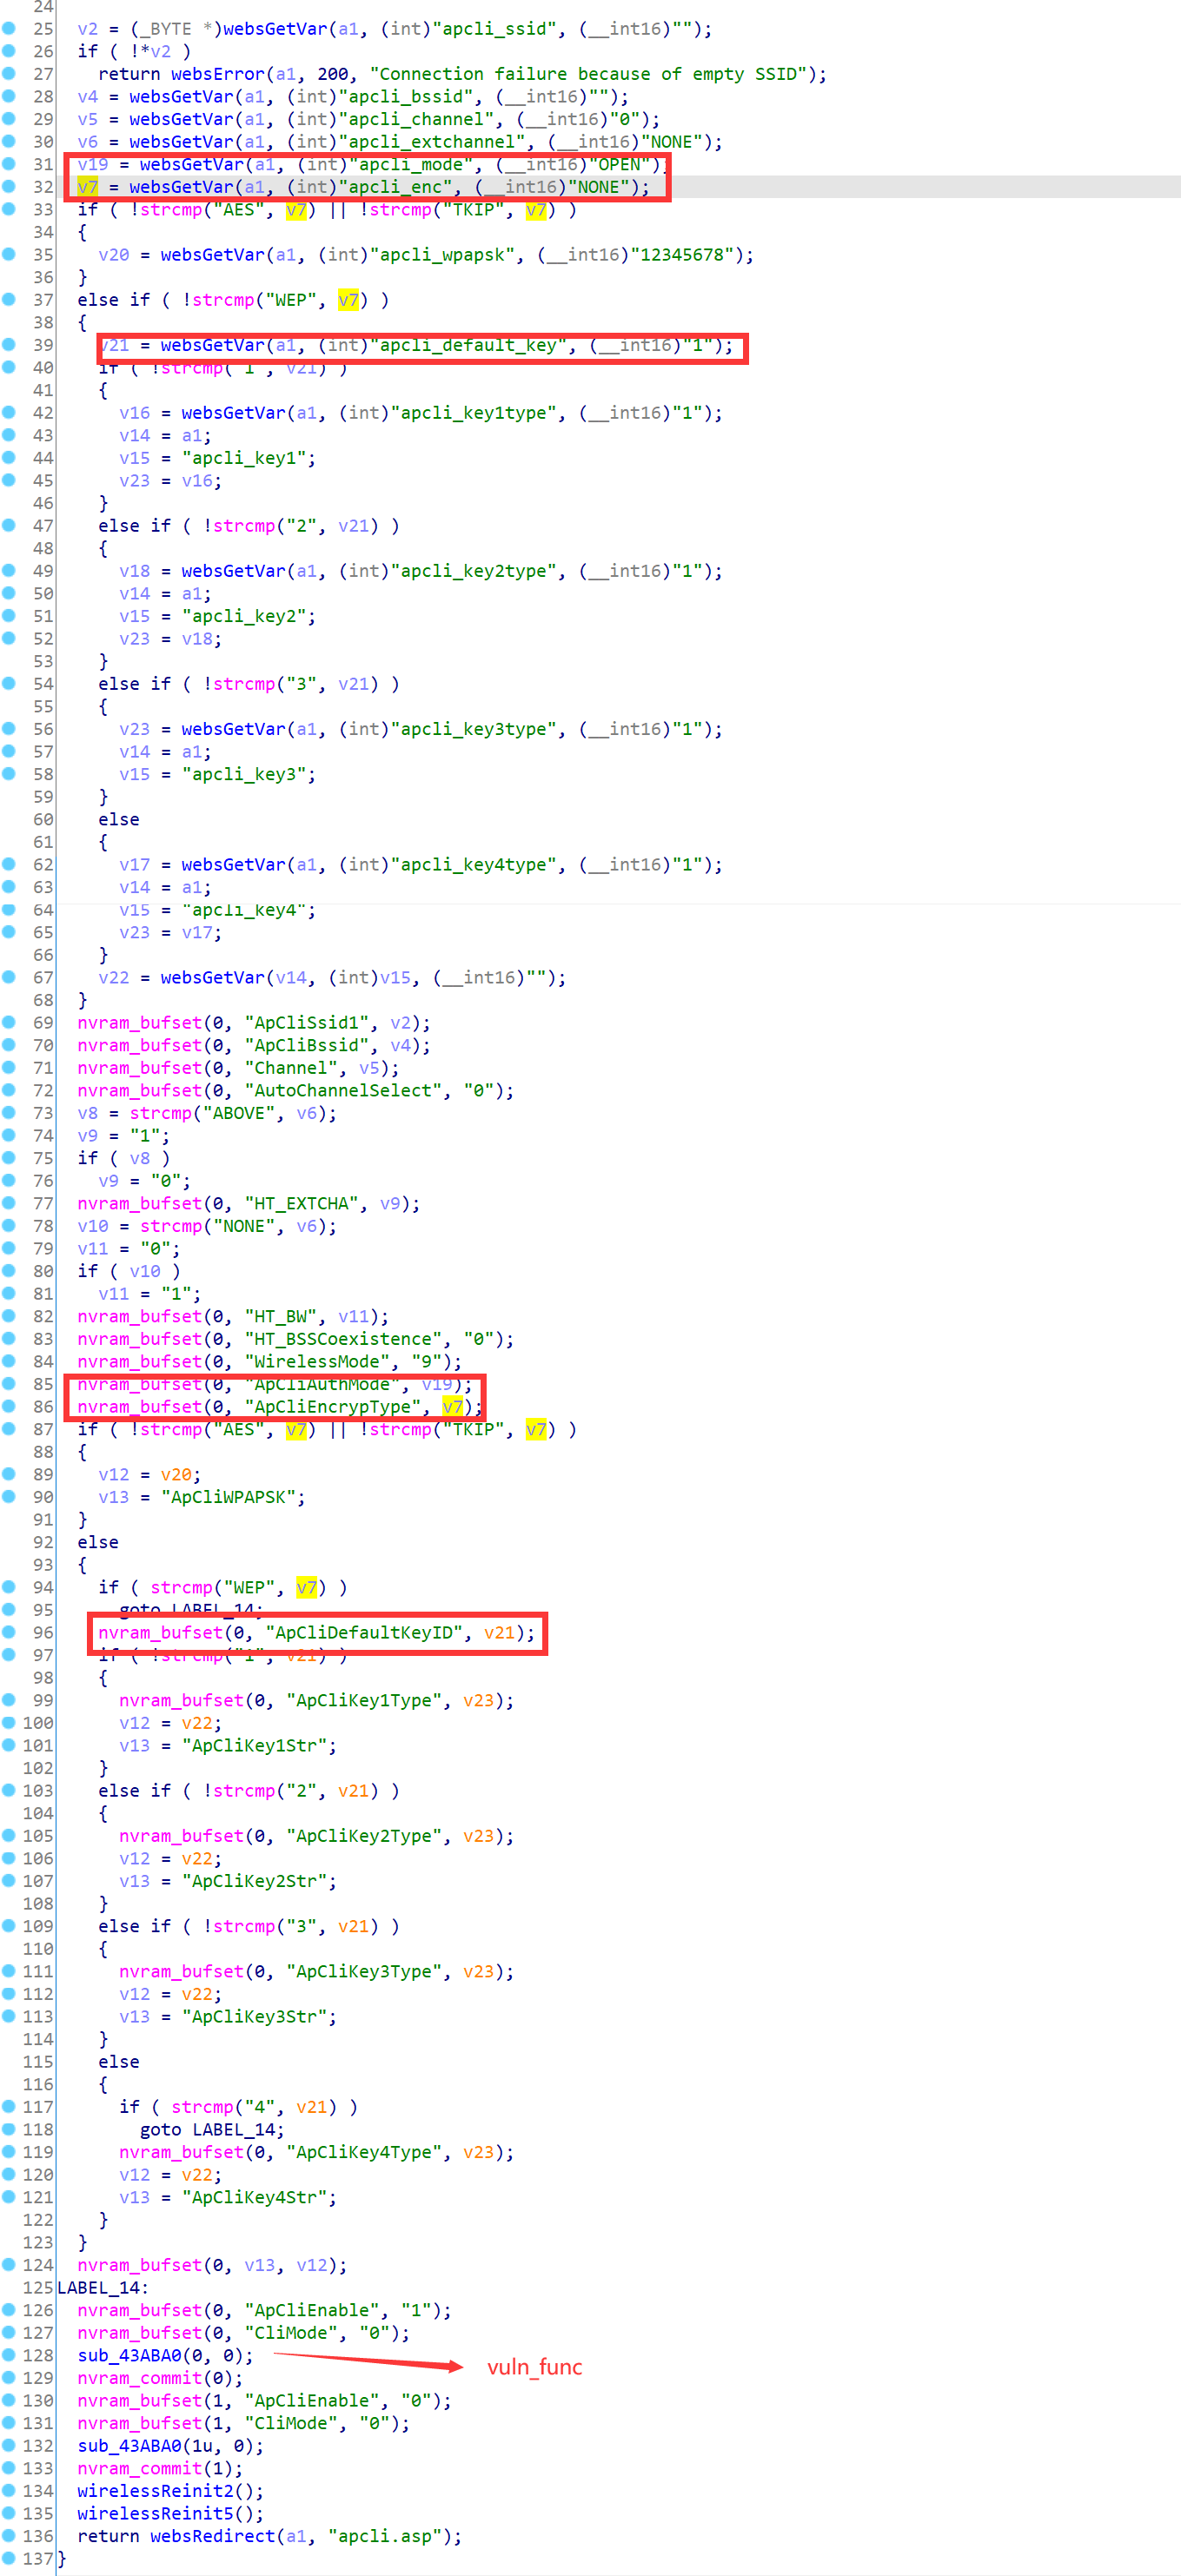 24
25 v2 = (_BYTE *)websGetVar(a1, (int)"apcli_ssid", (__int16)"");
26 if ( !*v2 )
27 return websError(a1, 200, "Connection failure because of empty SSID");
28 v4 = websGetVar(a1, (int)"apcli_bssid", (__int16)"");
29 v5 = websGetVar(a1, (int)"apcli_channel", (__int16)"0");
30 v6 = websGetVar(a1, (int)"apcli_extchannel", (__int16)"NONE");
31 v19 = websGetVar(a1, (int)"apcli_mode", (__int16)"OPEN");
32 v7 = websGetVar(a1, (int)"apcli_enc", (__int16)"NONE");
33 if ( !strcmp("AES", v7) || !strcmp("TKIP", v7) )
34 {
35 v20 = websGetVar(a1, (int)"apcli_wpapsk", (__int16)"12345678");
36 }
37 else if ( !strcmp("WEP", v7) )
38 {
39 v21 = websGetVar(a1, (int)"apcli_default_key", (__int16)"1");
40 if ( !strcmp("1", v21) )
41 {
42 v16 = websGetVar(a1, (int)"apcli_key1type", (__int16)"1");
43 v14 = a1;
44 v15 = "apcli_key1";
45 v23 = v16;
46 }
47 else if ( !strcmp("2", v21) )
48 {
49 v18 = websGetVar(a1, (int)"apcli_key2type", (__int16)"1");
50 v14 = a1;
51 v15 = "apcli_key2";
52 v23 = v18;
53 }
54 else if ( !strcmp("3", v21) )
55 {
56 v23 = websGetVar(a1, (int)"apcli_key3type", (__int16)"1");
57 v14 = a1;
58 v15 = "apcli_key3";
59 }
60 else
61 {
62 v17 = websGetVar(a1, (int)"apcli_key4type", (__int16)"1");
63 v14 = a1;
64 v15 = "apcli_key4";
65 v23 = v17;
66 }
67 v22 = websGetVar(v14, (int)v15, (__int16)"");
68 }
69 nvram_bufset(0, "ApCliSsid1", v2);
70 nvram_bufset(0, "ApCliBssid", v4);
71 nvram_bufset(0, "Channel", v5);
72 nvram_bufset(0, "AutoChannelSelect", "0");
73 v8 = strcmp("ABOVE", v6);
74 v9 = "1";
75 if ( v8 )
76 v9 = "0";
77 nvram_bufset(0, "HT_EXTCHA", v9);
78 v10 = strcmp("NONE", v6);
79 v11 = "0";
80 if ( v10 )
81 v11 = "1";
82 nvram_bufset(0, "HT_BW", v11);
83 nvram_bufset(0, "HT_BSSCoexistence", "0");
84 nvram_bufset(0, "WirelessMode", "9");
85 nvram_bufset(0, "ApCliAuthMode", v19);
86 nvram_bufset(0, "ApCliEncrypType", v7);
87 if ( !strcmp("AES", v7) || !strcmp("TKIP", v7) )
88 {
89 v12 = v20;
90 v13 = "ApCliWPAPSK";
91 }
92 else
93 {
94 if ( strcmp("WEP", v7) )
95 goto LABEL_14;
96 nvram_bufset(0, "ApCliDefaultKeyID", v21);
97 if ( !strcmp("1", v21) )
98 {
99 nvram_bufset(0, "ApCliKey1Type", v23);
100 v12 = v22;
101 v13 = "ApCliKey1Str";
102 }
103 else if ( !strcmp("2", v21) )
104 {
105 nvram_bufset(0, "ApCliKey2Type", v23);
106 v12 = v22;
107 v13 = "ApCliKey2Str";
108 }
109 else if ( !strcmp("3", v21) )
110 {
111 nvram_bufset(0, "ApCliKey3Type", v23);
112 v12 = v22;
113 v13 = "ApCliKey3Str";
114 }
115 else
116 {
117 if ( strcmp("4", v21) )
118 goto LABEL_14;
119 nvram_bufset(0, "ApCliKey4Type", v23);
120 v12 = v22;
121 v13 = "ApCliKey4Str";
122 }
123 }
124 nvram_bufset(0, v13, v12);
125 LABEL_14:
126 nvram_bufset(0, "ApCliEnable", "1");
127 nvram_bufset(0, "CliMode", "0");
128 sub_43ABA0(0, 0); vuln_func
129 nvram_commit(0);
130 nvram_bufset(1, "ApCliEnable", "0");
131 nvram_bufset(1, "CliMode", "0");
132 sub_43ABA0(1u, 0);
133 nvram_commit(1);
134 wirelessReinit2();
135 wirelessReinit5();
136 return websRedirect(a1, "apcli.asp");
137 }